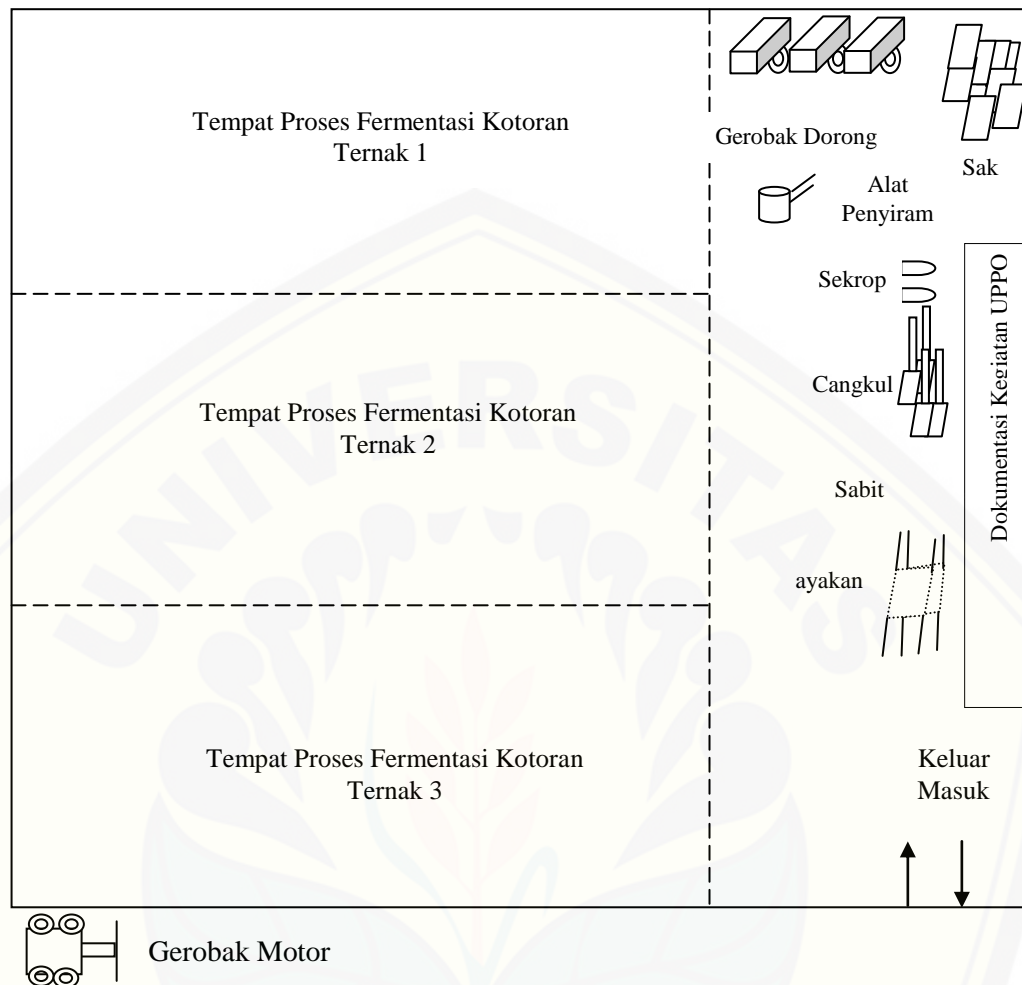 Tempat Proses Fermentasi Kotoran
Ternak 1
Gerobak Dorong
Sak
Alat
Penyiram
Sekrop
Dokumentasi Kegiatan UPPO
Cangkul
Tempat Proses Fermentasi Kotoran
Ternak 2
Sabit
ayakan
Tempat Proses Fermentasi Kotoran
Ternak 3
Keluar
Masuk
Gerobak Motor
UNIVERSITAS